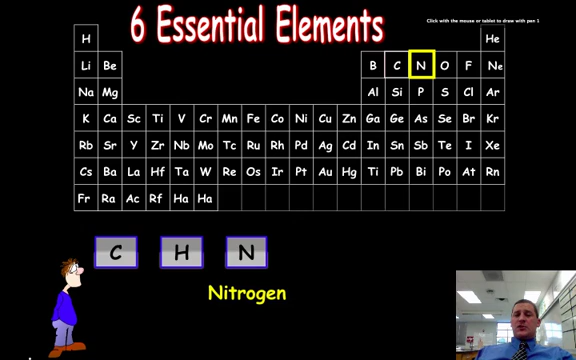 6 Essential Elements
Click with the mouse or tablet to draw with pen 1
H He
Li Be B C N O F Ne
Na Mg Al Si P S Cl Ar
K Ca Sc Ti V Cr Mn Fe Co Ni Cu Zn Ga Ge As Se Br Kr
Rb Sr Y Zr Nb Mo Tc Ru Rh Pd Ag Cd In Sn Sb Te I Xe
Cs Ba La Hf Ta W Re Os Ir Pt Au Hg Ti Pb Bi Po At Rn
Fr Ra Ac Rf Ha Ha
C H N
Nitrogen